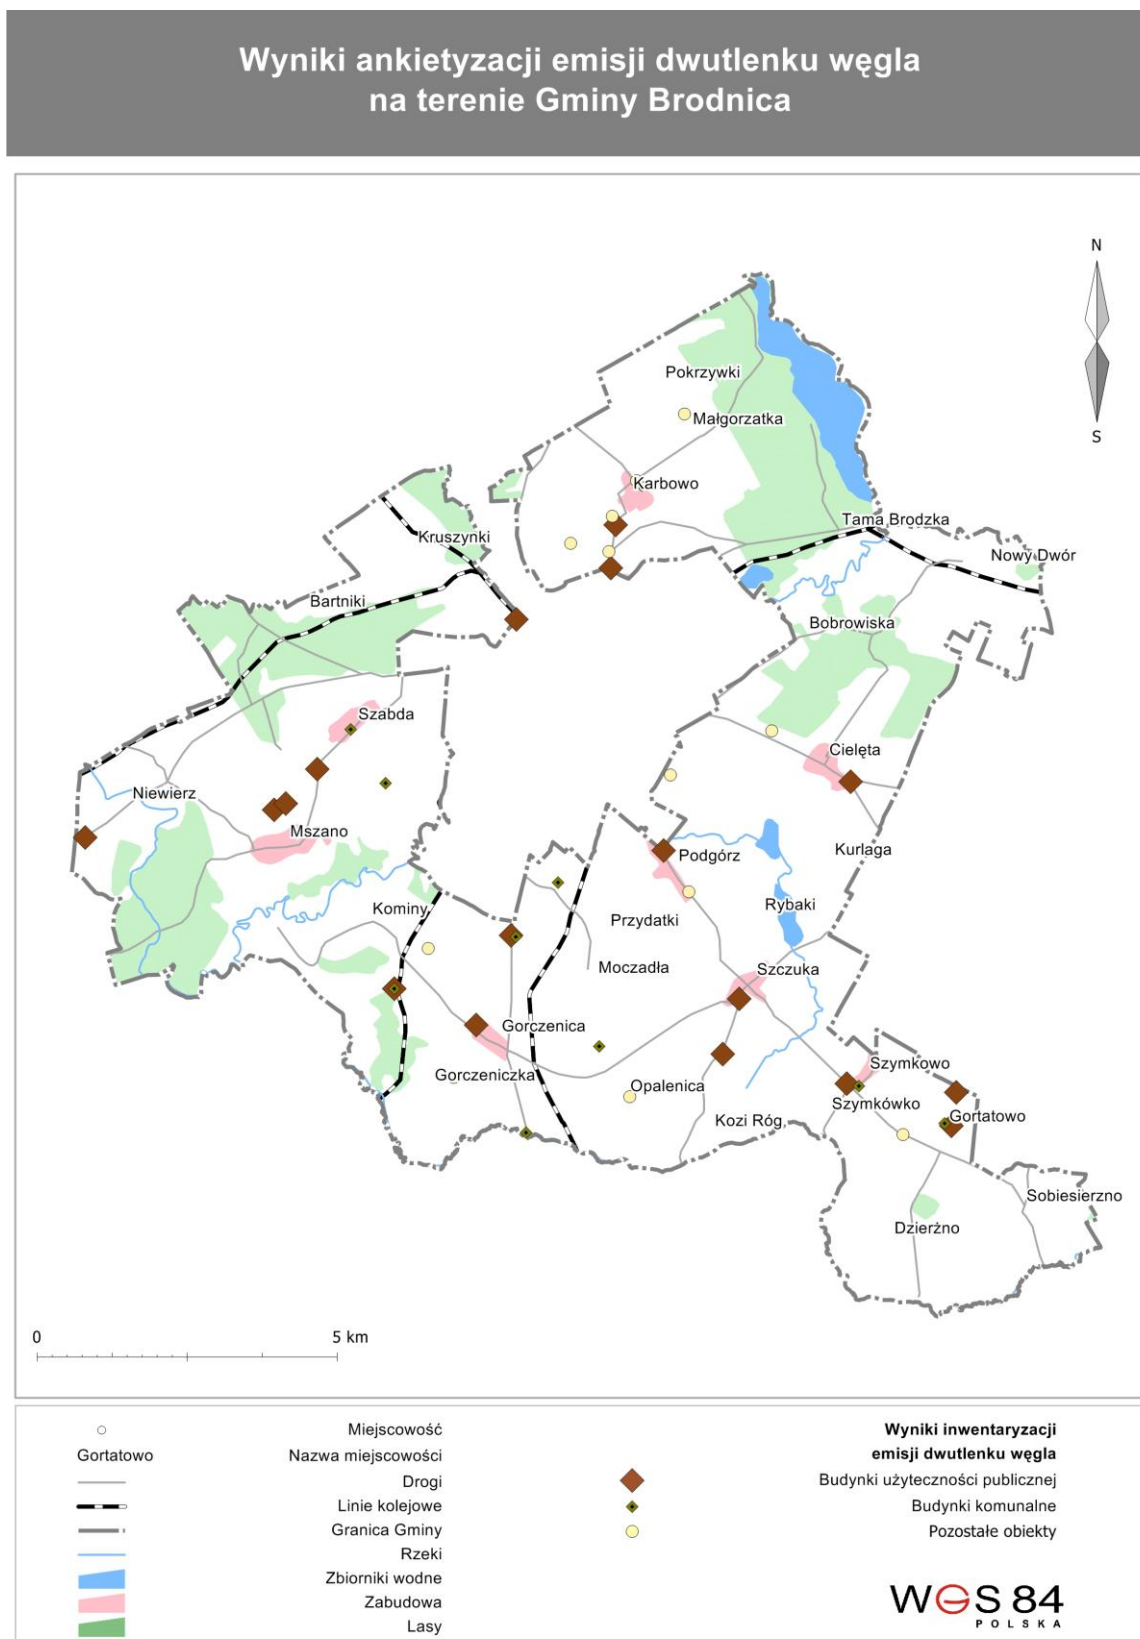 Wyniki ankietyzacji emisji dwutlenku węgla
na terenie Gminy Brodnica
N
S
Pokrzywki
Małgorzatka
Karbowo
Tama Brodzka
Kruszynki
Nowy Dwór
Bartniki
Bobrowiska
Szabda
Cielęta
Niewierz
Mszano
Podgórz
Kurlaga
Kominy
Przydatki
Rybaki
Moczadła
Szczuka
Gorczenica
Szymkowo
Gorczeniczka
Opalenica
Szymkówko
Gortatowo
Kozi Róg
Sobiesierzno
Dzierżno
0 5 km
Miejscowość
Gortatowo Nazwa miejscowości
Drogi
Linie kolejowe
Granica Gminy
Rzeki
Zbiorniki wodne
Zabudowa
Lasy
Wyniki inwentaryzacji
emisji dwutlenku węgla
Budynki użyteczności publicznej
Budynki komunalne
Pozostałe obiekty
WGS 84
POLSKA